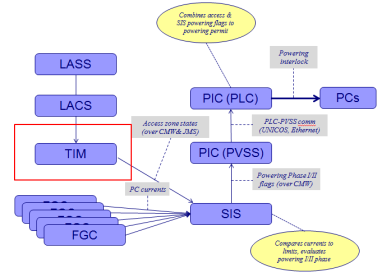 Combines access &
SIS powering flags to
powering permit
Powering
interlock
LASS
LACS
PIC (PLC)
PCs
Access zone states
(over CMW& JMS)
PLC-PVSS comm
(UNICOS, Ethernet)
TIM
PIC (PVSS)
PC currents
Powering Phase I/II
flags (over CMW)
SIS
FGC
Compares currents to
limits, evaluates
powering I/II phase